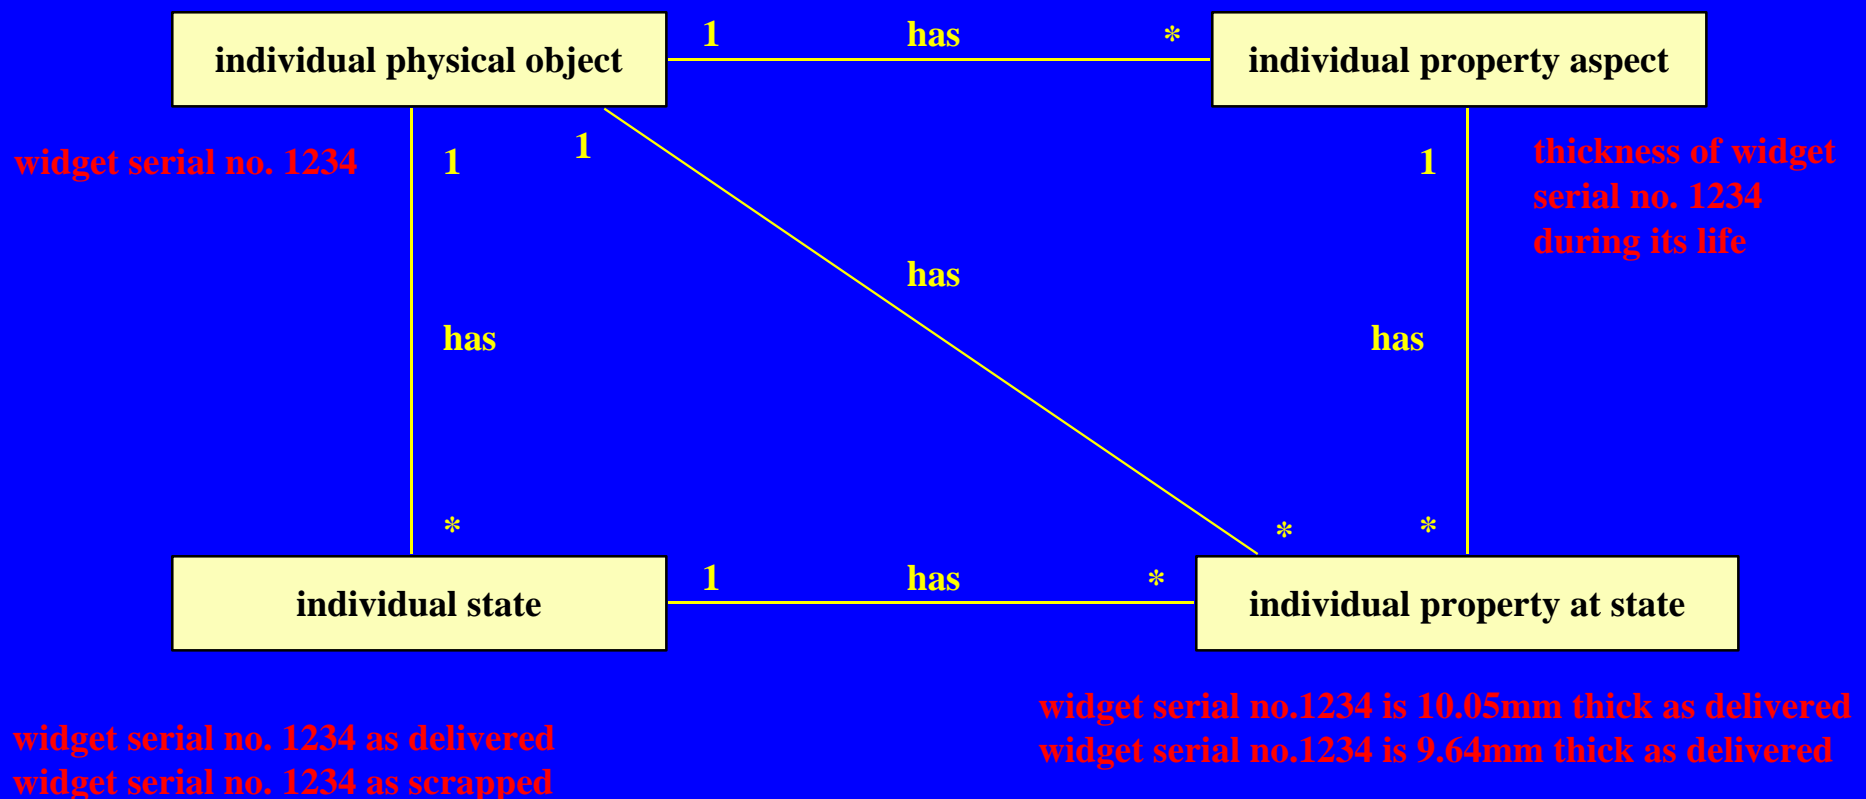 individual physical object
1 has *
individual property aspect
widget serial no. 1234
1
1
1
thickness of widget
serial no. 1234
during its life
has
has
has
*
*
*
individual state
1 has *
individual property at state
widget serial no. 1234 as delivered
widget serial no. 1234 as scrapped
widget serial no.1234 is 10.05mm thick as delivered
widget serial no.1234 is 9.64mm thick as delivered